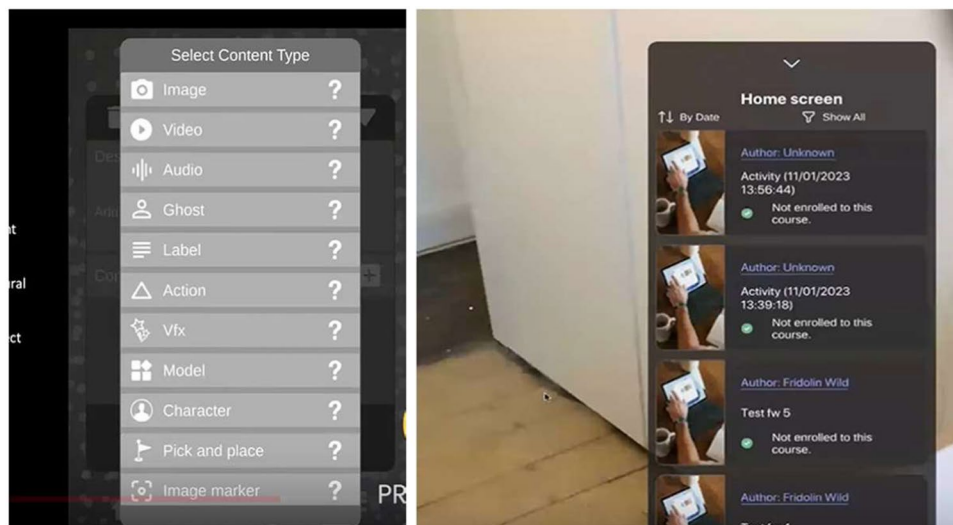 Select Content Type
Image ?
Video ?
Audio ?
Ghost ?
Label ?
Action ?
Vfx ?
Model ?
Character ?
Pick and place ?
Image marker ?
nt
ral
ct
PR
Home screen
By Date Show All
Author: Unknown
Activity (11/01/2023
13:56:44)
Not enrolled to this
course.
Author: Unknown
Activity (11/01/2023
13:39:18)
Not enrolled to this
course.
Author: Fridolin Wild
Test fw 5
Not enrolled to this
course.
Author: Fridolin Wild